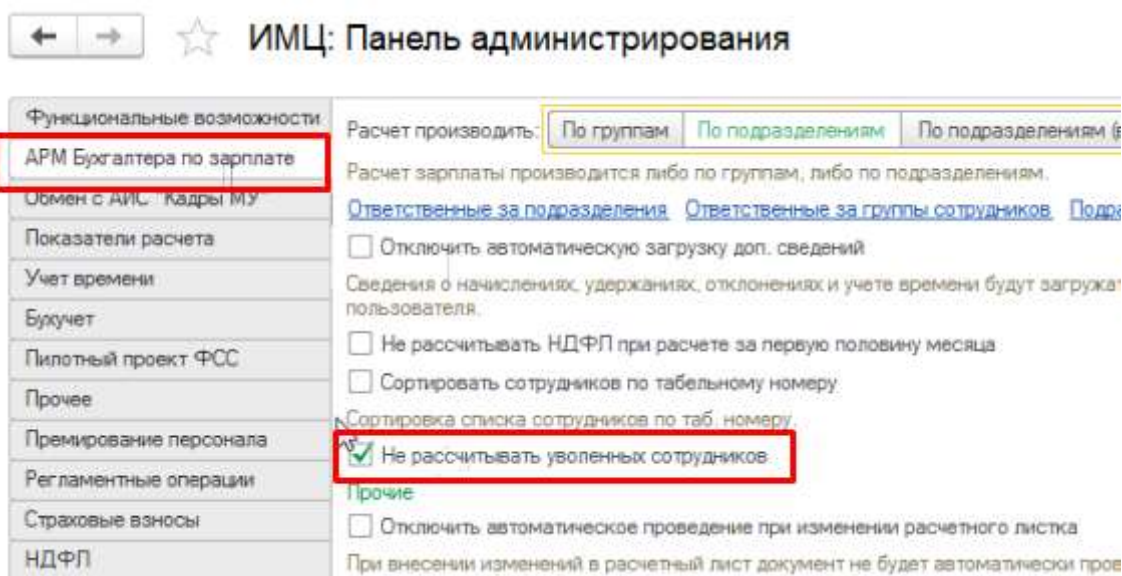 ИМЦ: Панель администрирования
Функциональные возможности
АРМ Бухгалтера по зарплате
Обмен с АИС "Кадры МУ
Показатели расчета
Учет времени
Бухучет
Пилотный проект ФСС
Прочее
Премирование персонала
Регламентные операции
Страховые взносы
НДФЛ
Расчет производить: По группам По подразделениям По подразделениям (в
Расчет зарплаты производится либо по группам, либо по подразделениям.
Ответственные за подразделения Ответственные за группы сотрудников Подра
Отключить автоматическую загрузку доп. сведений
Сведения о начислениях, удержаниях, отклонениях и учете времени будут загружат
пользователя.
Не рассчитывать НДФЛ при расчете за первую половину месяца
Сортировать сотрудников по табельному номеру
Сортировка списка сотрудников по таб. номеру.
Не рассчитывать уволенных сотрудников
Прочие
Отключить автоматическое проведение при изменении расчетного листка
При внесении изменений в расчетный лист документ не будет автоматически пров